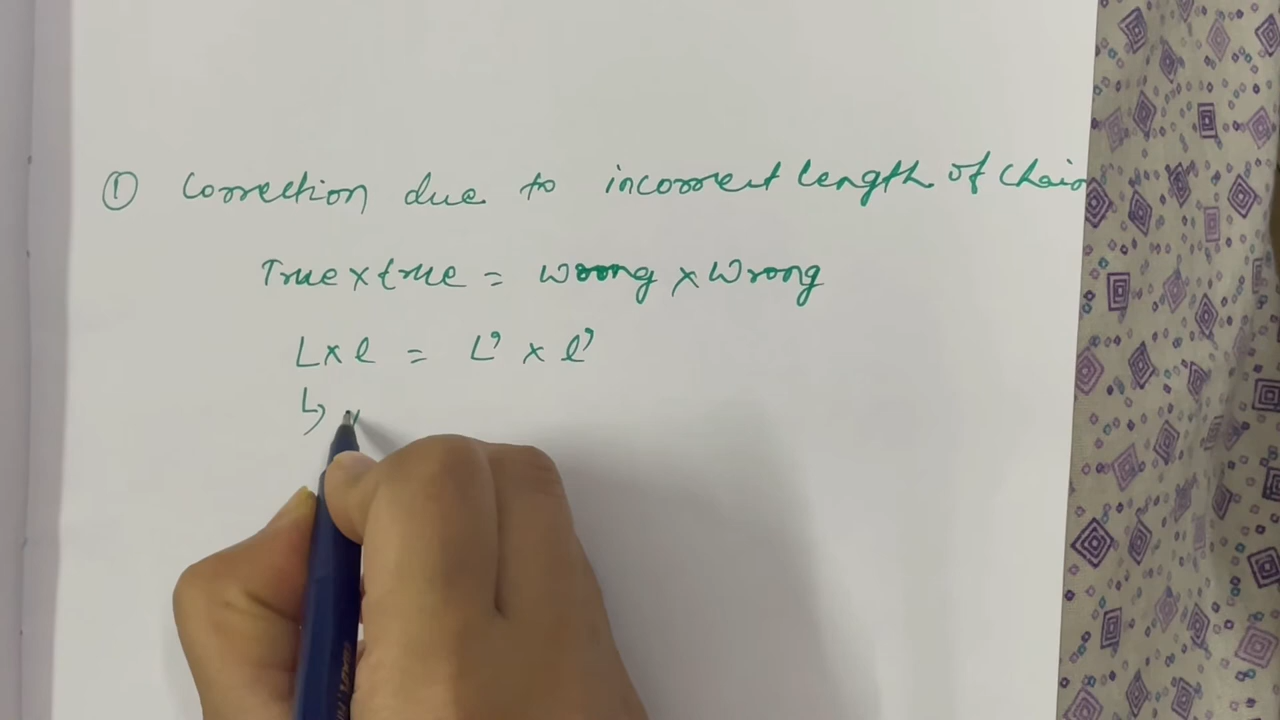 ① Correction due to incorrect length of chain
True × true = wrong × Wrong
L × l = L' × l'
↳